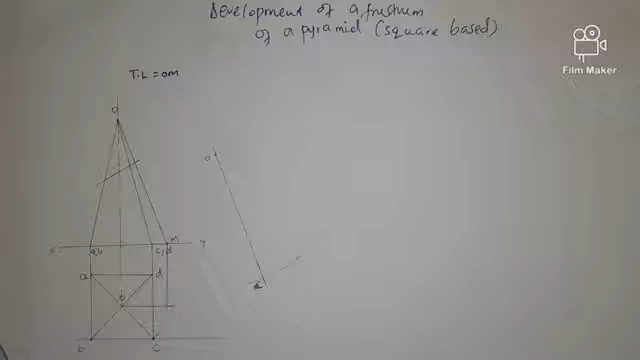 Development of a frustum
of a pyramid (square based)
Film Maker
T.L = OM
O
O
X
a,b
c,d
M
Y
a
d
O
b
c